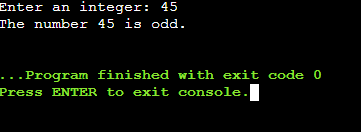 Enter an integer: 45
The number 45 is odd.
...Program finished with exit code 0
Press ENTER to exit console.